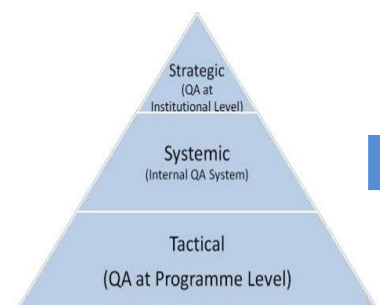 Strategic
(QA at
Institutional Level)
Systemic
(Internal QA System)
Tactical
(QA at Programme Level)